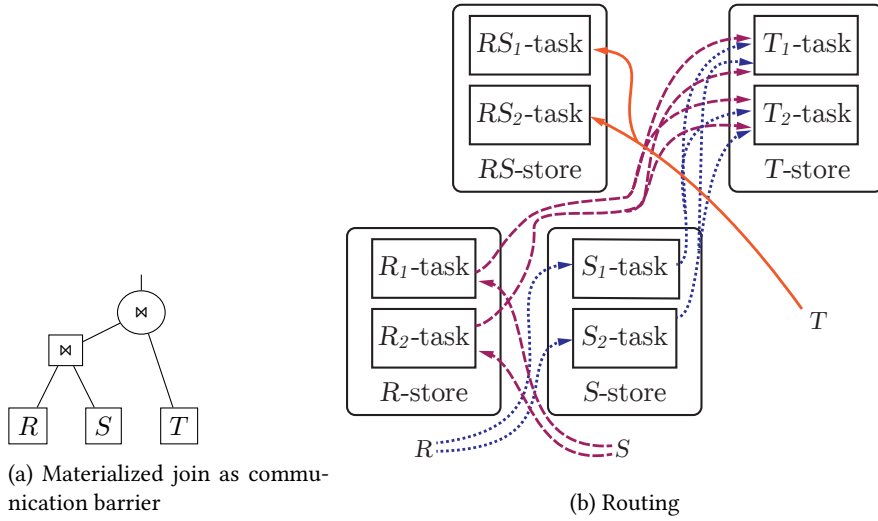 RS1-task
RS2-task
RS-store
T1-task
T2-task
T-store
R1-task
R2-task
R-store
S1-task
S2-task
S-store
T
R
S
⋈
⋈
R
S
T
(a) Materialized join as commu-
nication barrier
(b) Routing